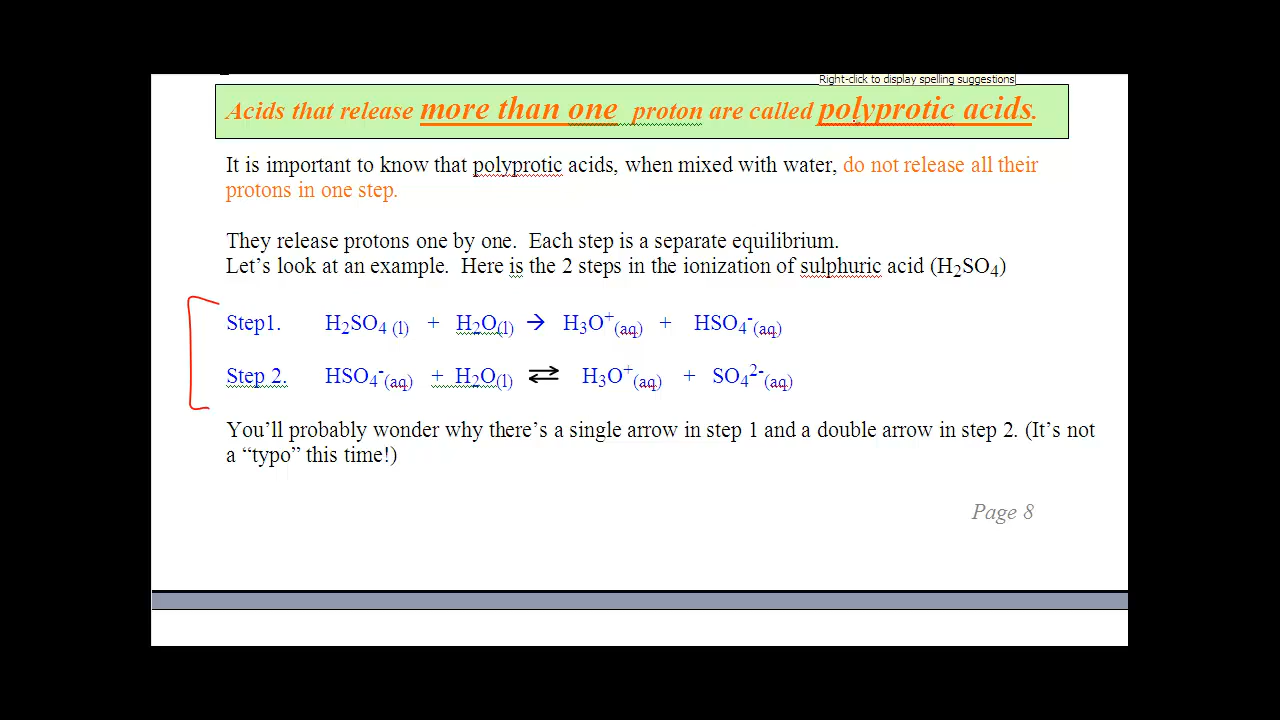 Right-click to display spelling suggestions
Acids that release more than one proton are called polyprotic acids.
It is important to know that polyprotic acids, when mixed with water, do not release all their
protons in one step.
They release protons one by one. Each step is a separate equilibrium.
Let’s look at an example. Here is the 2 steps in the ionization of sulphuric acid (H₂SO₄)
Step1. H₂SO₄ (l) + H₂O(l) → H₃O⁺(aq) + HSO₄⁻(aq)
Step 2. HSO₄⁻(aq) + H₂O(l) ⇄ H₃O⁺(aq) + SO₄²⁻(aq)
You’ll probably wonder why there’s a single arrow in step 1 and a double arrow in step 2. (It’s not
a “typo” this time!)
Page 8